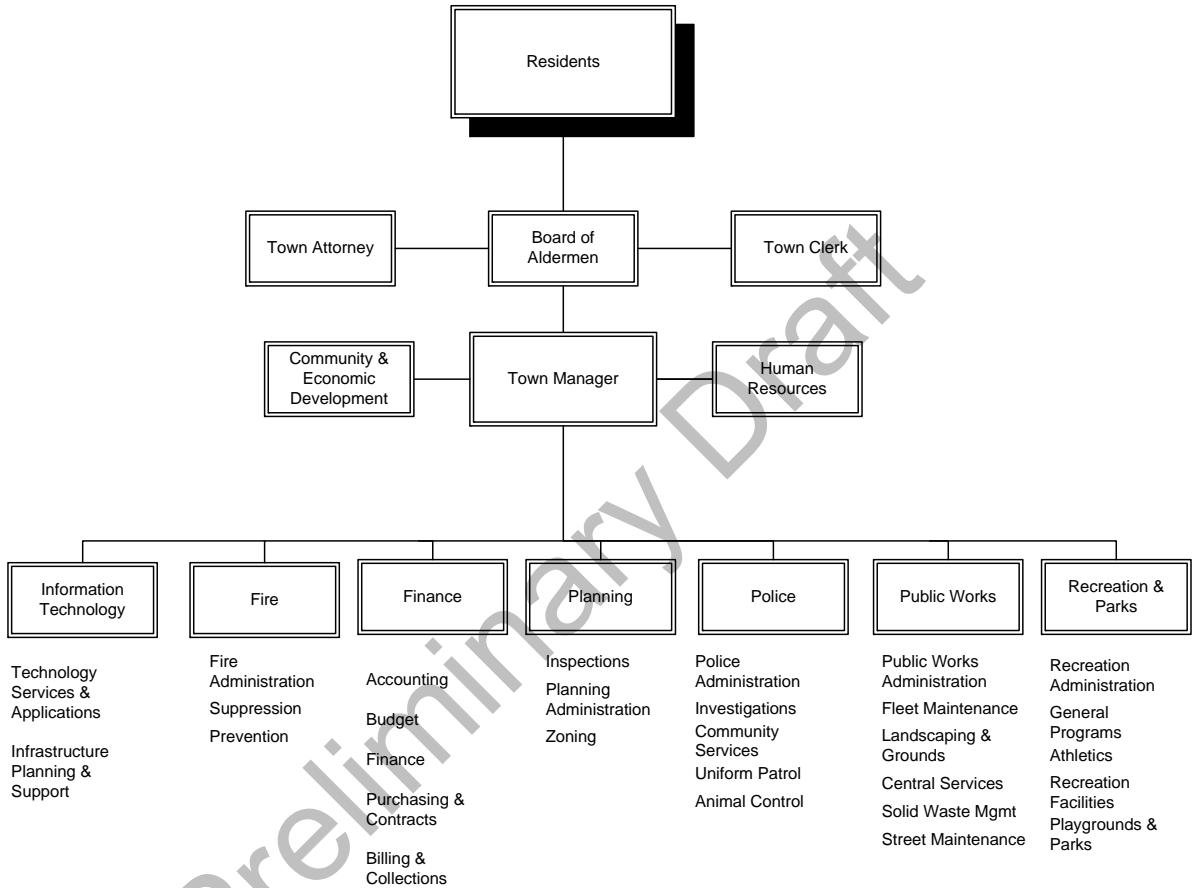 Residents
Town Attorney
Board of
Aldermen
Town Clerk
Community &
Economic
Development
Town Manager
Human
Resources
Information
Technology
Fire
Finance
Planning
Police
Public Works
Recreation &
Parks
Technology
Services &
Applications
Infrastructure
Planning &
Support
Fire
Administration
Suppression
Prevention
Accounting
Budget
Finance
Purchasing &
Contracts
Billing &
Collections
Inspections
Planning
Administration
Zoning
Police
Administration
Investigations
Community
Services
Uniform Patrol
Animal Control
Public Works
Administration
Fleet Maintenance
Landscaping &
Grounds
Central Services
Solid Waste Mgmt
Street Maintenance
Recreation
Administration
General
Programs
Athletics
Recreation
Facilities
Playgrounds &
Parks
Preliminary Draft